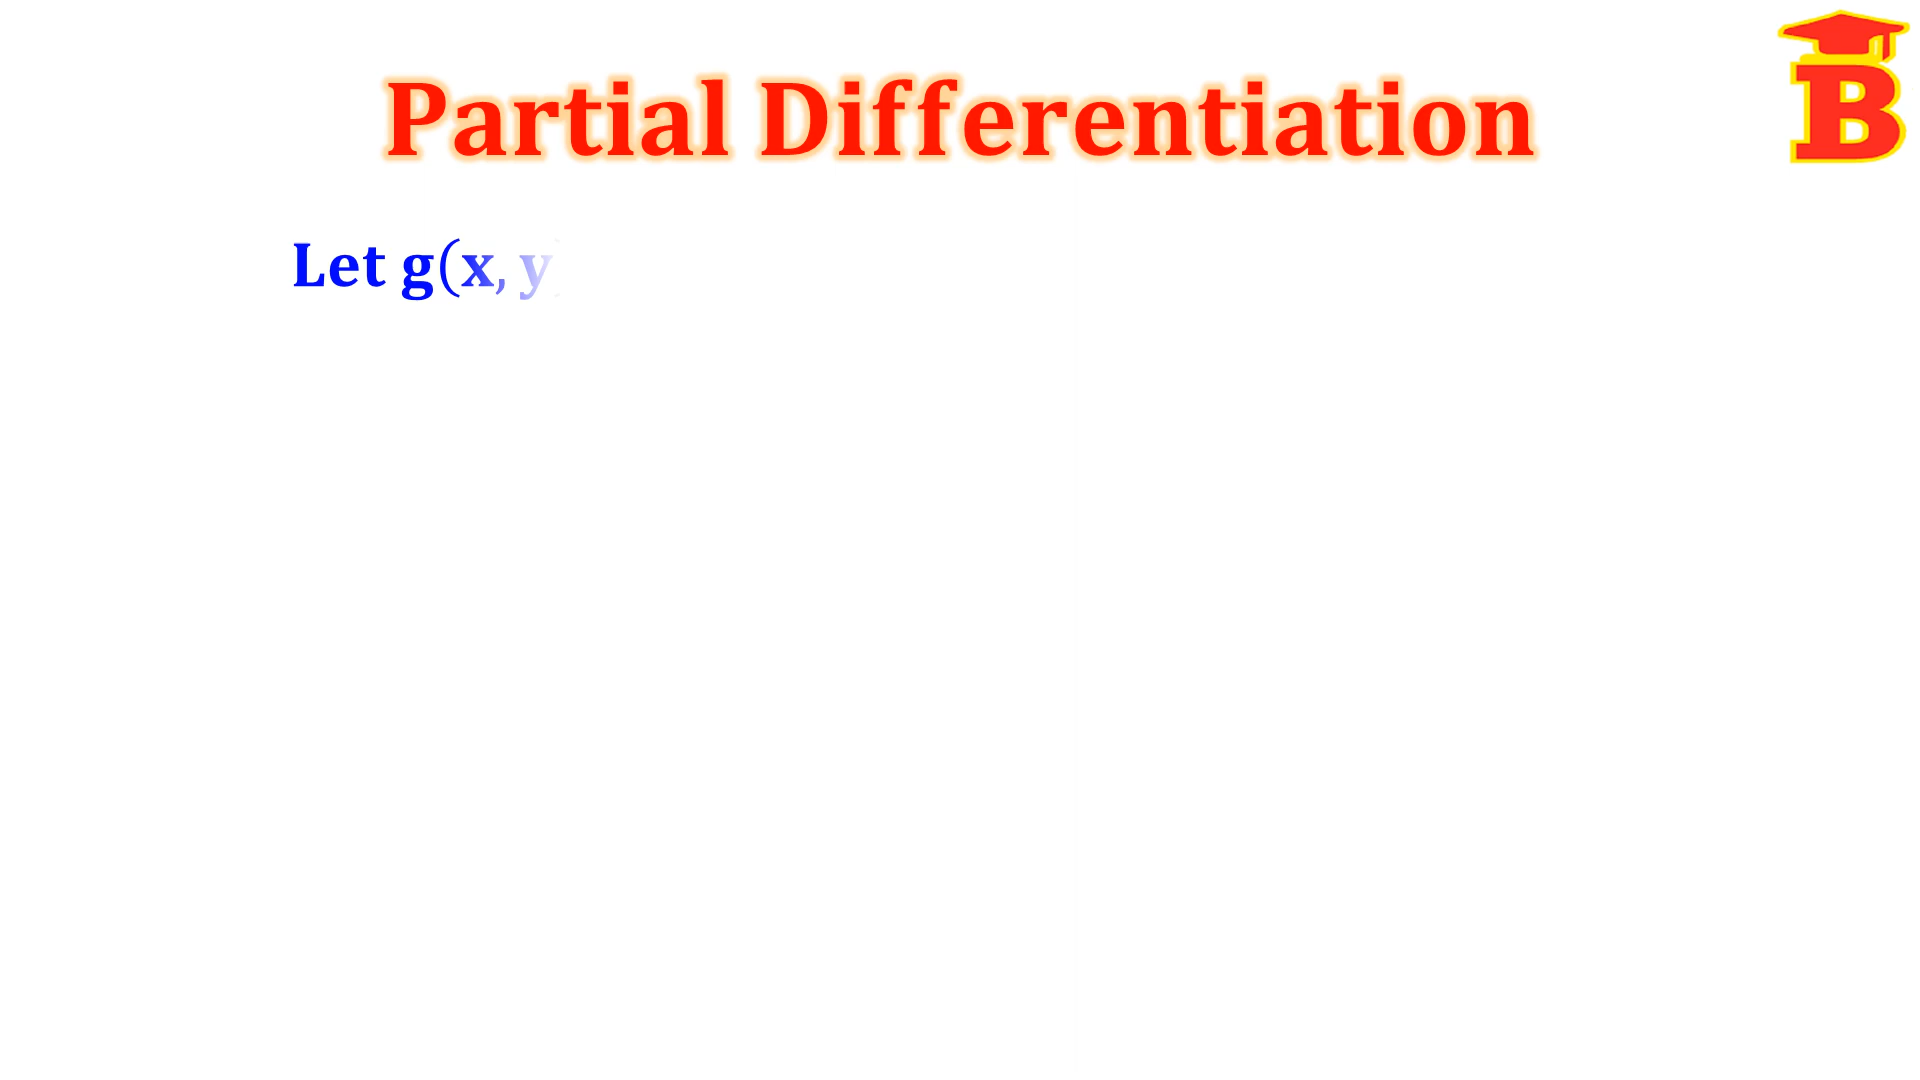 Partial Differentiation
B
Let g(x, y)